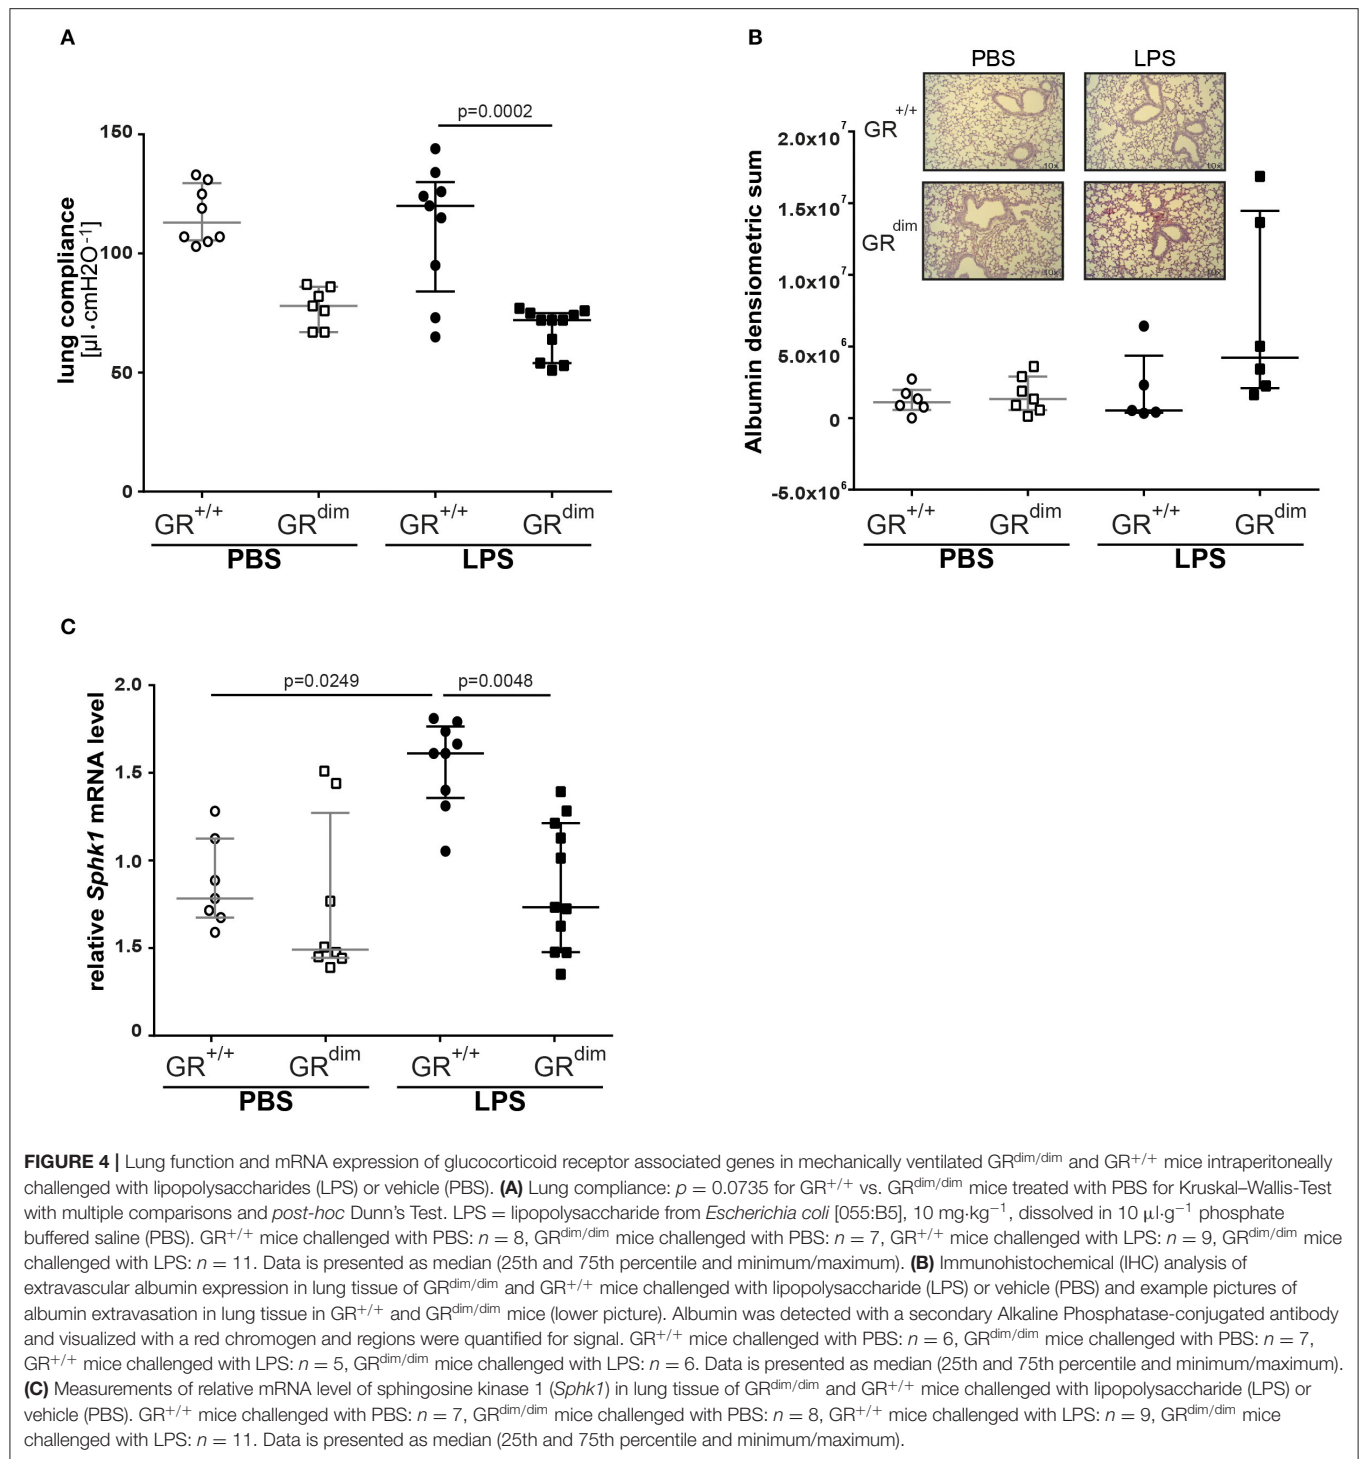 A
lung compliance
[µl·cmH2O⁻¹]
150
100
50
0
p=0.0002
GR+/+ GRdim GR+/+ GRdim
PBS LPS
B
Albumin densiometric sum
PBS LPS
GR+/+
GRdim
10x 10x
10x 10x
2.0x10⁷
1.5x10⁷
1.0x10⁷
5.0x10⁶
0
-5.0x10⁶
GR+/+ GRdim GR+/+ GRdim
PBS LPS
C
relative Sphk1 mRNA level
2.0
1.5
1.0
1.5
0
p=0.0249 p=0.0048
GR+/+ GRdim GR+/+ GRdim
PBS LPS
FIGURE 4 | Lung function and mRNA expression of glucocorticoid receptor associated genes in mechanically ventilated GRdim/dim and GR+/+ mice intraperitoneally
challenged with lipopolysaccharides (LPS) or vehicle (PBS). (A) Lung compliance: p = 0.0735 for GR+/+ vs. GRdim/dim mice treated with PBS for Kruskal–Wallis-Test
with multiple comparisons and post-hoc Dunn's Test. LPS = lipopolysaccharide from Escherichia coli [055:B5], 10 mg·kg−1, dissolved in 10 µl·g−1 phosphate
buffered saline (PBS). GR+/+ mice challenged with PBS: n = 8, GRdim/dim mice challenged with PBS: n = 7, GR+/+ mice challenged with LPS: n = 9, GRdim/dim mice
challenged with LPS: n = 11. Data is presented as median (25th and 75th percentile and minimum/maximum). (B) Immunohistochemical (IHC) analysis of
extravascular albumin expression in lung tissue of GRdim/dim and GR+/+ mice challenged with lipopolysaccharide (LPS) or vehicle (PBS) and example pictures of
albumin extravasation in lung tissue in GR+/+ and GRdim/dim mice (lower picture). Albumin was detected with a secondary Alkaline Phosphatase-conjugated antibody
and visualized with a red chromogen and regions were quantified for signal. GR+/+ mice challenged with PBS: n = 6, GRdim/dim mice challenged with PBS: n = 7,
GR+/+ mice challenged with LPS: n = 5, GRdim/dim mice challenged with LPS: n = 6. Data is presented as median (25th and 75th percentile and minimum/maximum).
(C) Measurements of relative mRNA level of sphingosine kinase 1 (Sphk1) in lung tissue of GRdim/dim and GR+/+ mice challenged with lipopolysaccharide (LPS) or
vehicle (PBS). GR+/+ mice challenged with PBS: n = 7, GRdim/dim mice challenged with PBS: n = 8, GR+/+ mice challenged with LPS: n = 9, GRdim/dim mice
challenged with LPS: n = 11. Data is presented as median (25th and 75th percentile and minimum/maximum).